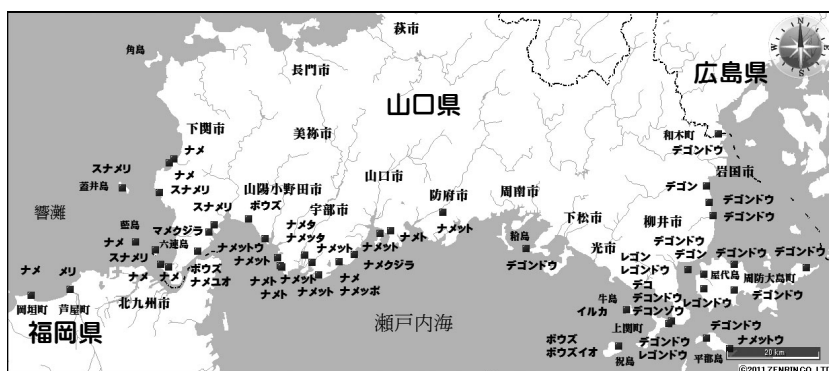 萩市
角島
長門市
N
W
E
S
広島県
山口県
下関市
美祢市
和木町
デゴンドウ
ナメ
スナメリ
ナメ
岩国市
蓋井島
スナメリ
山陽小野田市
山口市
防府市
周南市
デゴン
デゴンドウ
響灘
スナメリ
ボウズ
宇部市
下松市
柳井市
デゴンドウ
藍島
マメクジラ
ナメタ
ナメッタ
ナメト
ナメット
笠島
光市
デゴンドウ
ナメ
六連島
ナメットウ
ナメット
ナメット
ナメクジラ
デゴンドウ
レゴン
デゴン
デゴンドウ
デゴンドウ
スナメリ
レゴンドウ
屋代島
周防大島町
ナメ
メリ
ナメ
ナメ
ボウズ
ナメユオ
ナメト
ナメト
ナメット
ナメット
ナメ
ナメッポ
デコ
牛島
デコンドウ
レゴンドウ
デゴンドウ
イルカ
デコンゾウ
岡垣町
芦屋町
北九州市
瀬戸内海
上関町
デゴンドウ
福岡県
ボウズ
ボウズイオ
祝島
デゴンドウ
レゴンドウ
ナメットウ
平郡島
20 km
©2011 ZENRIN CO., LTD